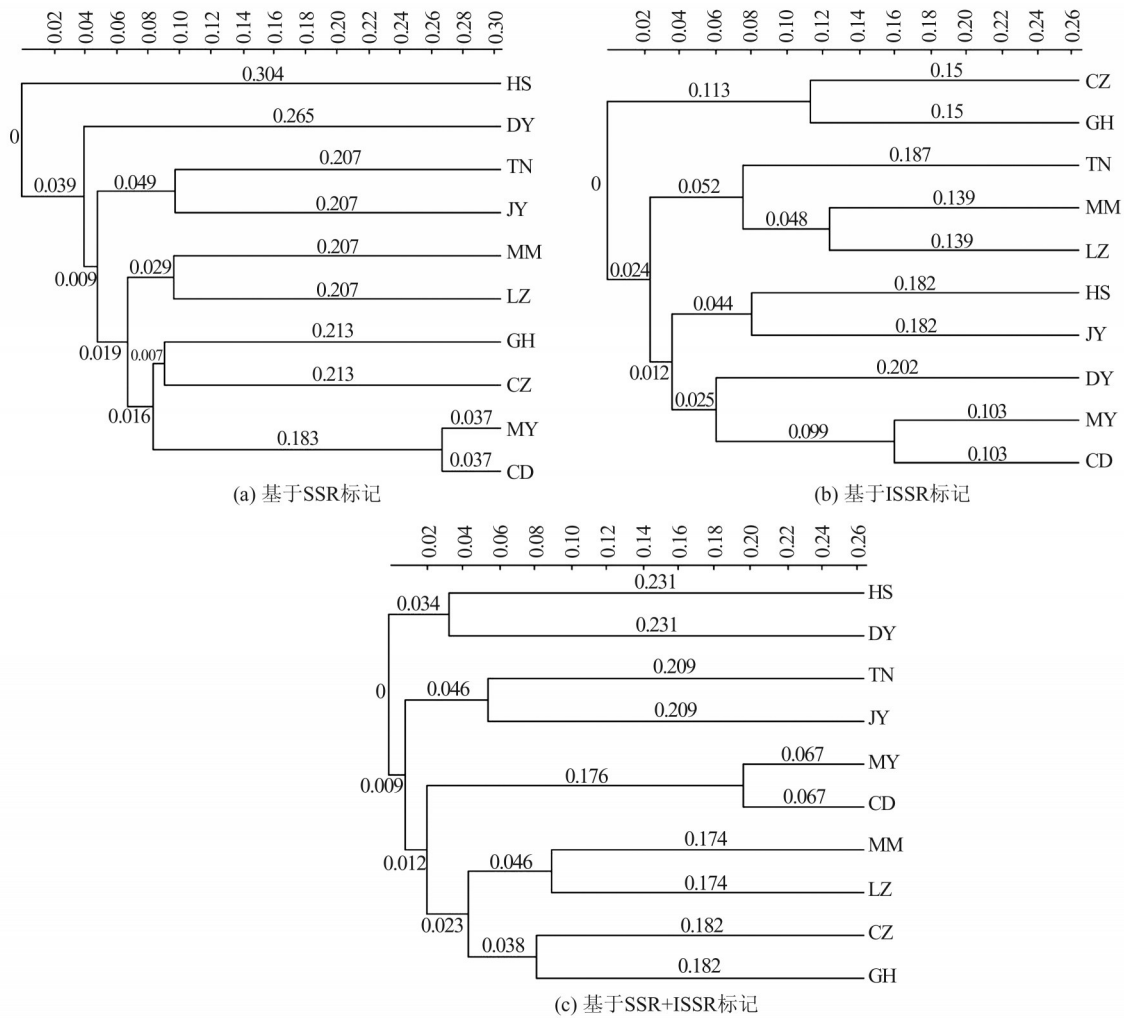 0.02 0.04 0.06 0.08 0.10 0.12 0.14 0.16 0.18 0.20 0.22 0.24 0.26 0.28 0.30
0.304 HS
0
0.265 DY
0.039
0.207 TN
0.049
0.207 JY
0.009
0.207 MM
0.029
0.207 LZ
0.019
0.213 GH
0.007
0.213 CZ
0.016
0.037 MY
0.183
0.037 CD
(a) 基于SSR标记
0.02 0.04 0.06 0.08 0.10 0.12 0.14 0.16 0.18 0.20 0.22 0.24 0.26
0.15 CZ
0.113
0.15 GH
0
0.187 TN
0.052
0.139 MM
0.048
0.139 LZ
0.024
0.182 HS
0.044
0.182 JY
0.012
0.202 DY
0.025
0.103 MY
0.099
0.103 CD
(b) 基于ISSR标记
0.02 0.04 0.06 0.08 0.10 0.12 0.14 0.16 0.18 0.20 0.22 0.24 0.26
0.231 HS
0.034
0.231 DY
0
0.209 TN
0.046
0.209 JY
0.009
0.067 MY
0.176
0.067 CD
0.012
0.174 MM
0.046
0.174 LZ
0.023
0.182 CZ
0.038
0.182 GH
(c) 基于SSR+ISSR标记